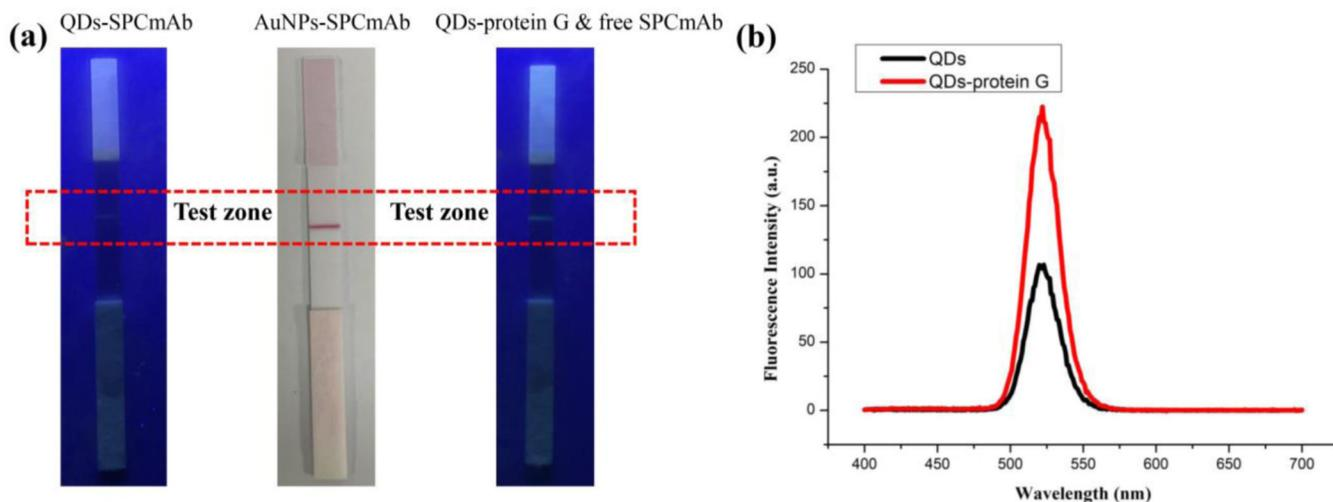 (a)
QDs-SPCmAb
AuNPs-SPCmAb
QDs-protein G & free SPCmAb
Test zone
Test zone
(b)
QDs
QDs-protein G
Fluorescence Intensity (a.u.)
250
200
150
100
50
0
400
450
500
550
600
650
700
Wavelength (nm)